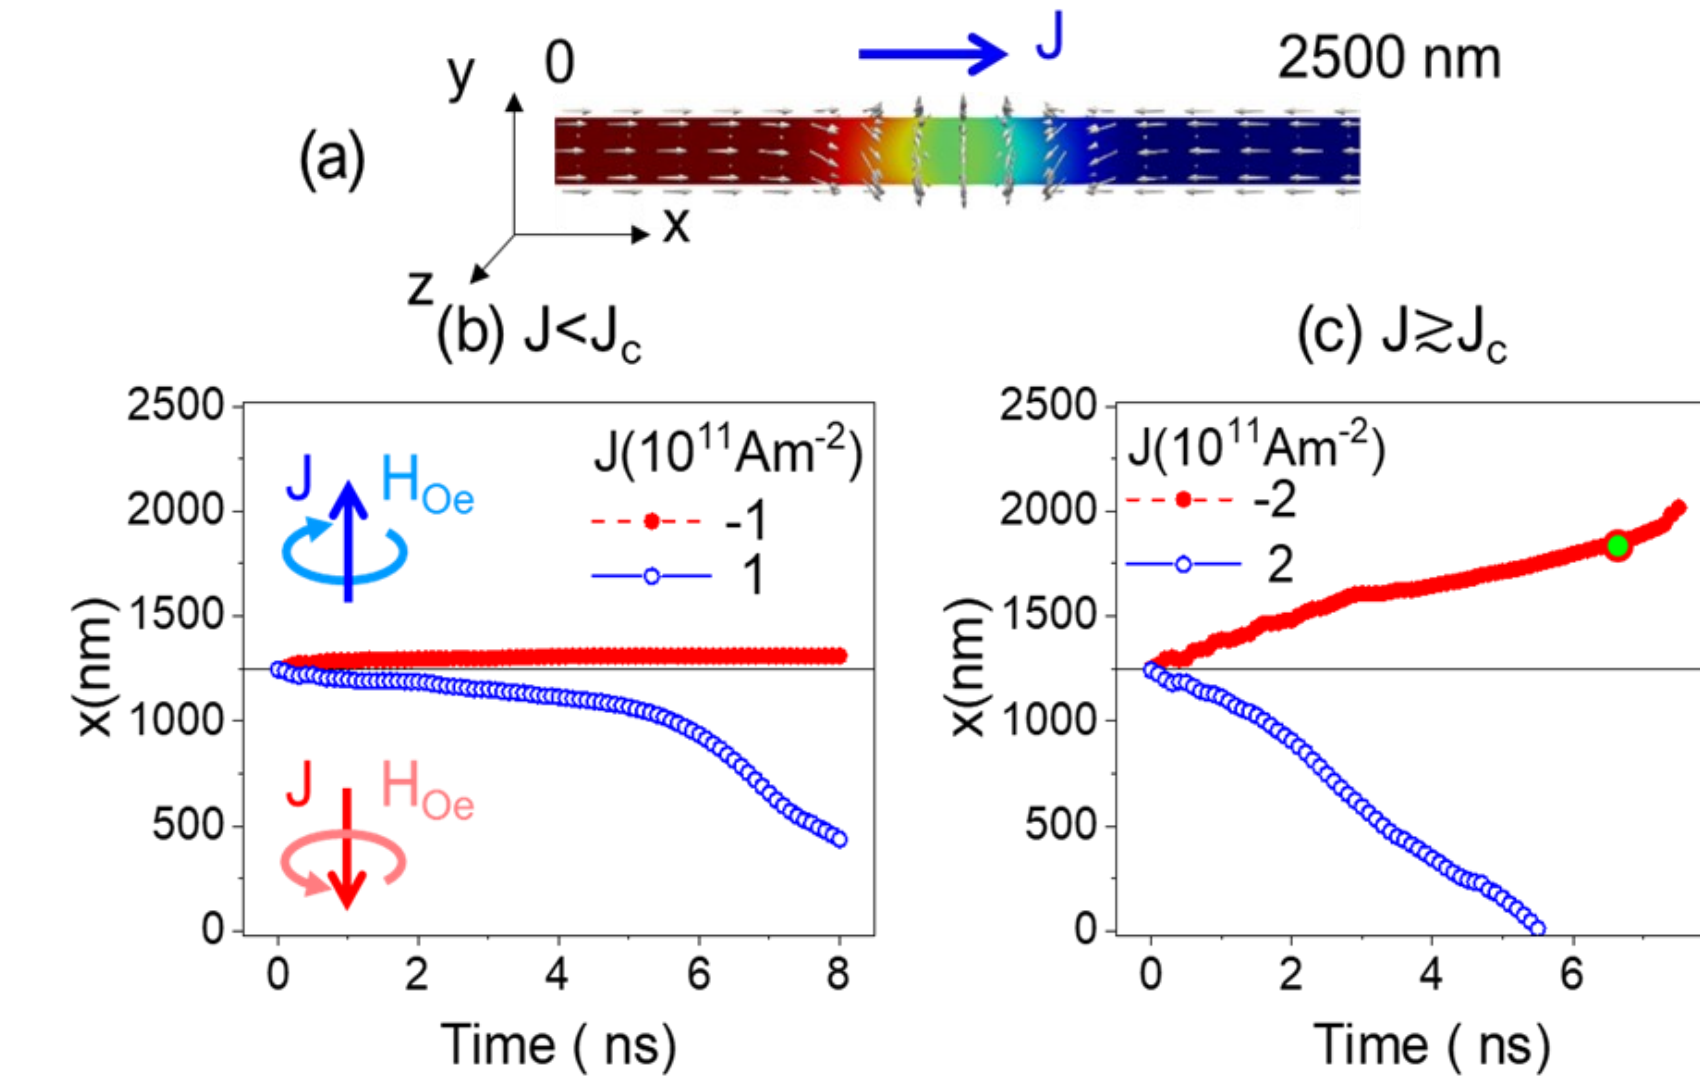 0
J
2500 nm
y
(a)
x
z
(b) J<Jc
(c) J≳Jc
2500
2000
1500
1000
500
0
x(nm)
J HOe
J(10¹¹Am⁻²)
-1
1
J HOe
0 2 4 6 8
Time ( ns)
2500
2000
1500
1000
500
0
x(nm)
J(10¹¹Am⁻²)
-2
2
0 2 4 6
Time ( ns)